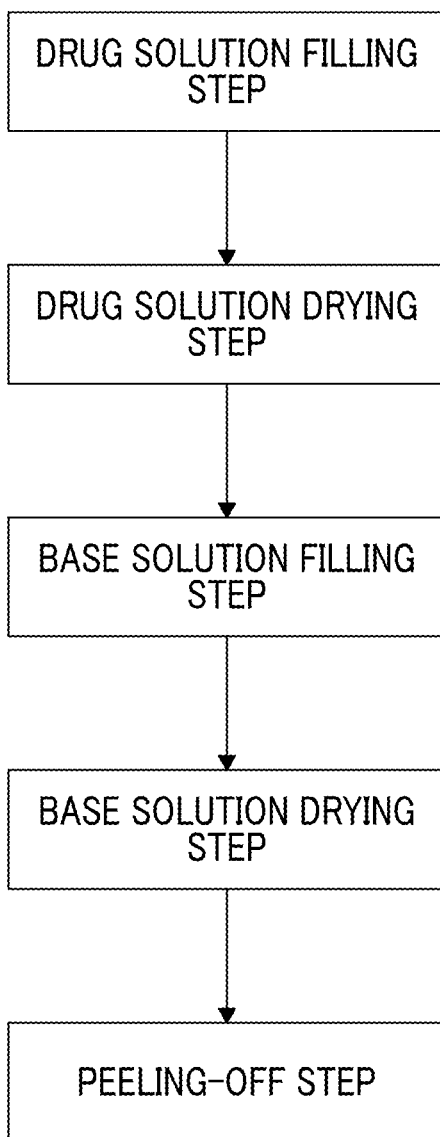 DRUG SOLUTION FILLING
STEP
DRUG SOLUTION DRYING
STEP
BASE SOLUTION FILLING
STEP
BASE SOLUTION DRYING
STEP
PEELING-OFF STEP